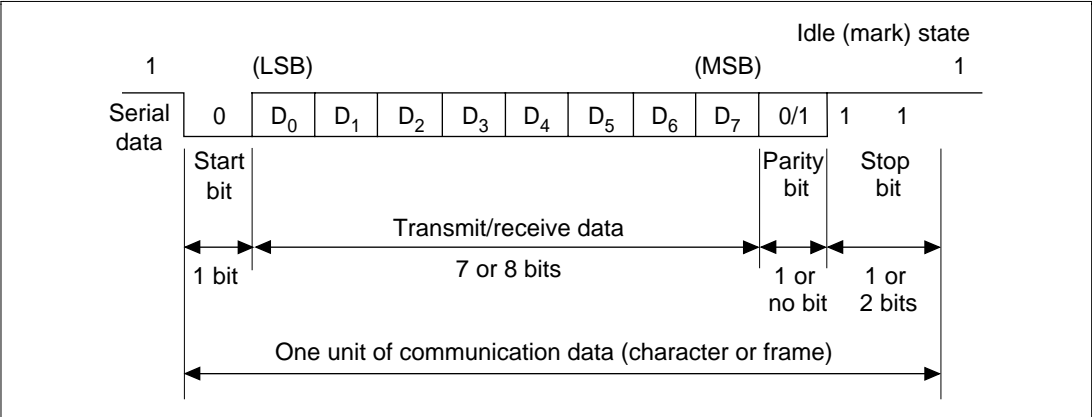 Idle (mark) state
1 (LSB) (MSB) 1
Serial data
0 D0 D1 D2 D3 D4 D5 D6 D7 0/1 1 1
Start bit
Parity bit
Stop bit
Transmit/receive data
1 bit
7 or 8 bits
1 or no bit
1 or 2 bits
One unit of communication data (character or frame)